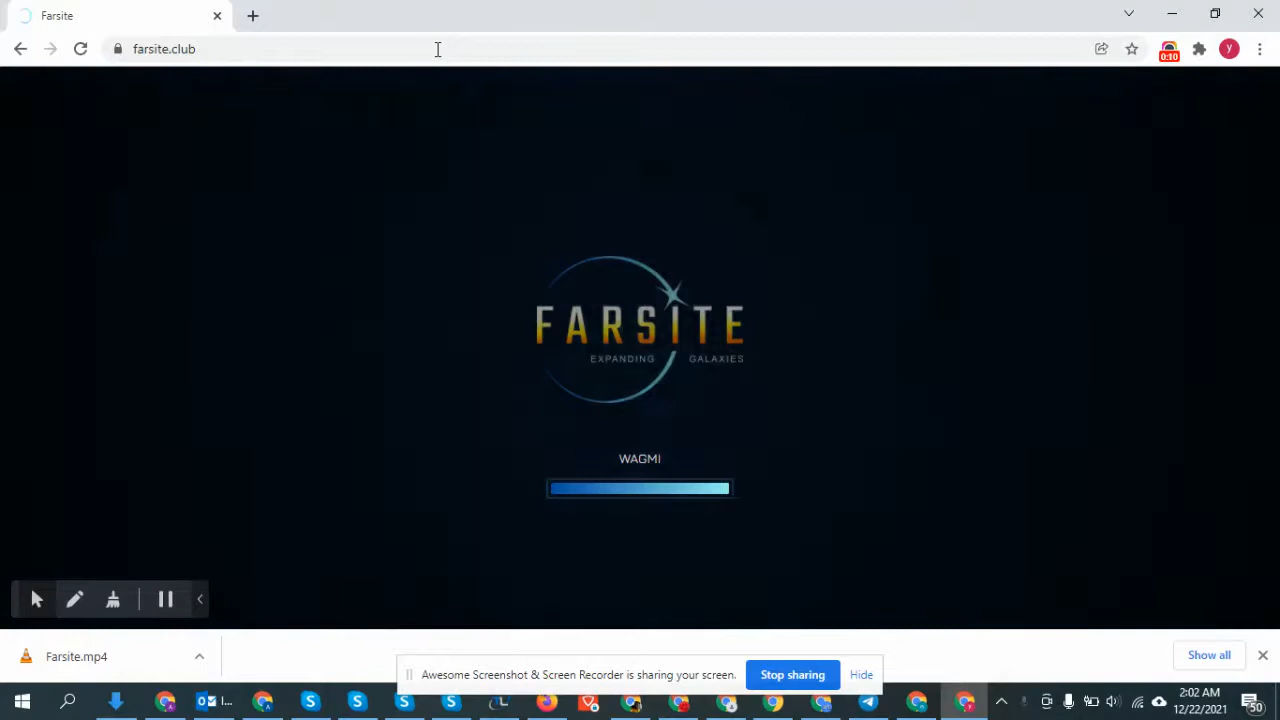 Farsite
farsite.club
0:10
y
FARSITE
EXPANDING GALAXIES
WAGMI
Farsite.mp4
Show all
Awesome Screenshot & Screen Recorder is sharing your screen.
Stop sharing
Hide
I...
2:02 AM
12/22/2021
50